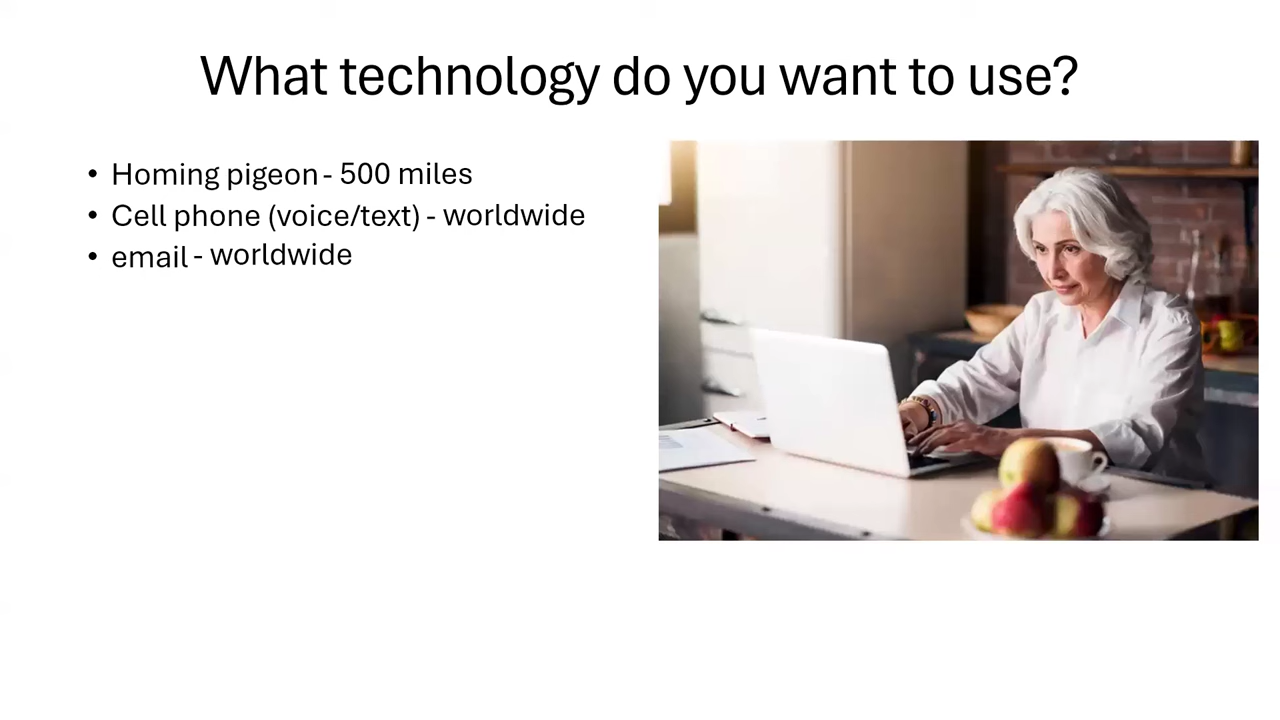 What technology do you want to use?
• Homing pigeon - 500 miles
• Cell phone (voice/text) - worldwide
• email - worldwide